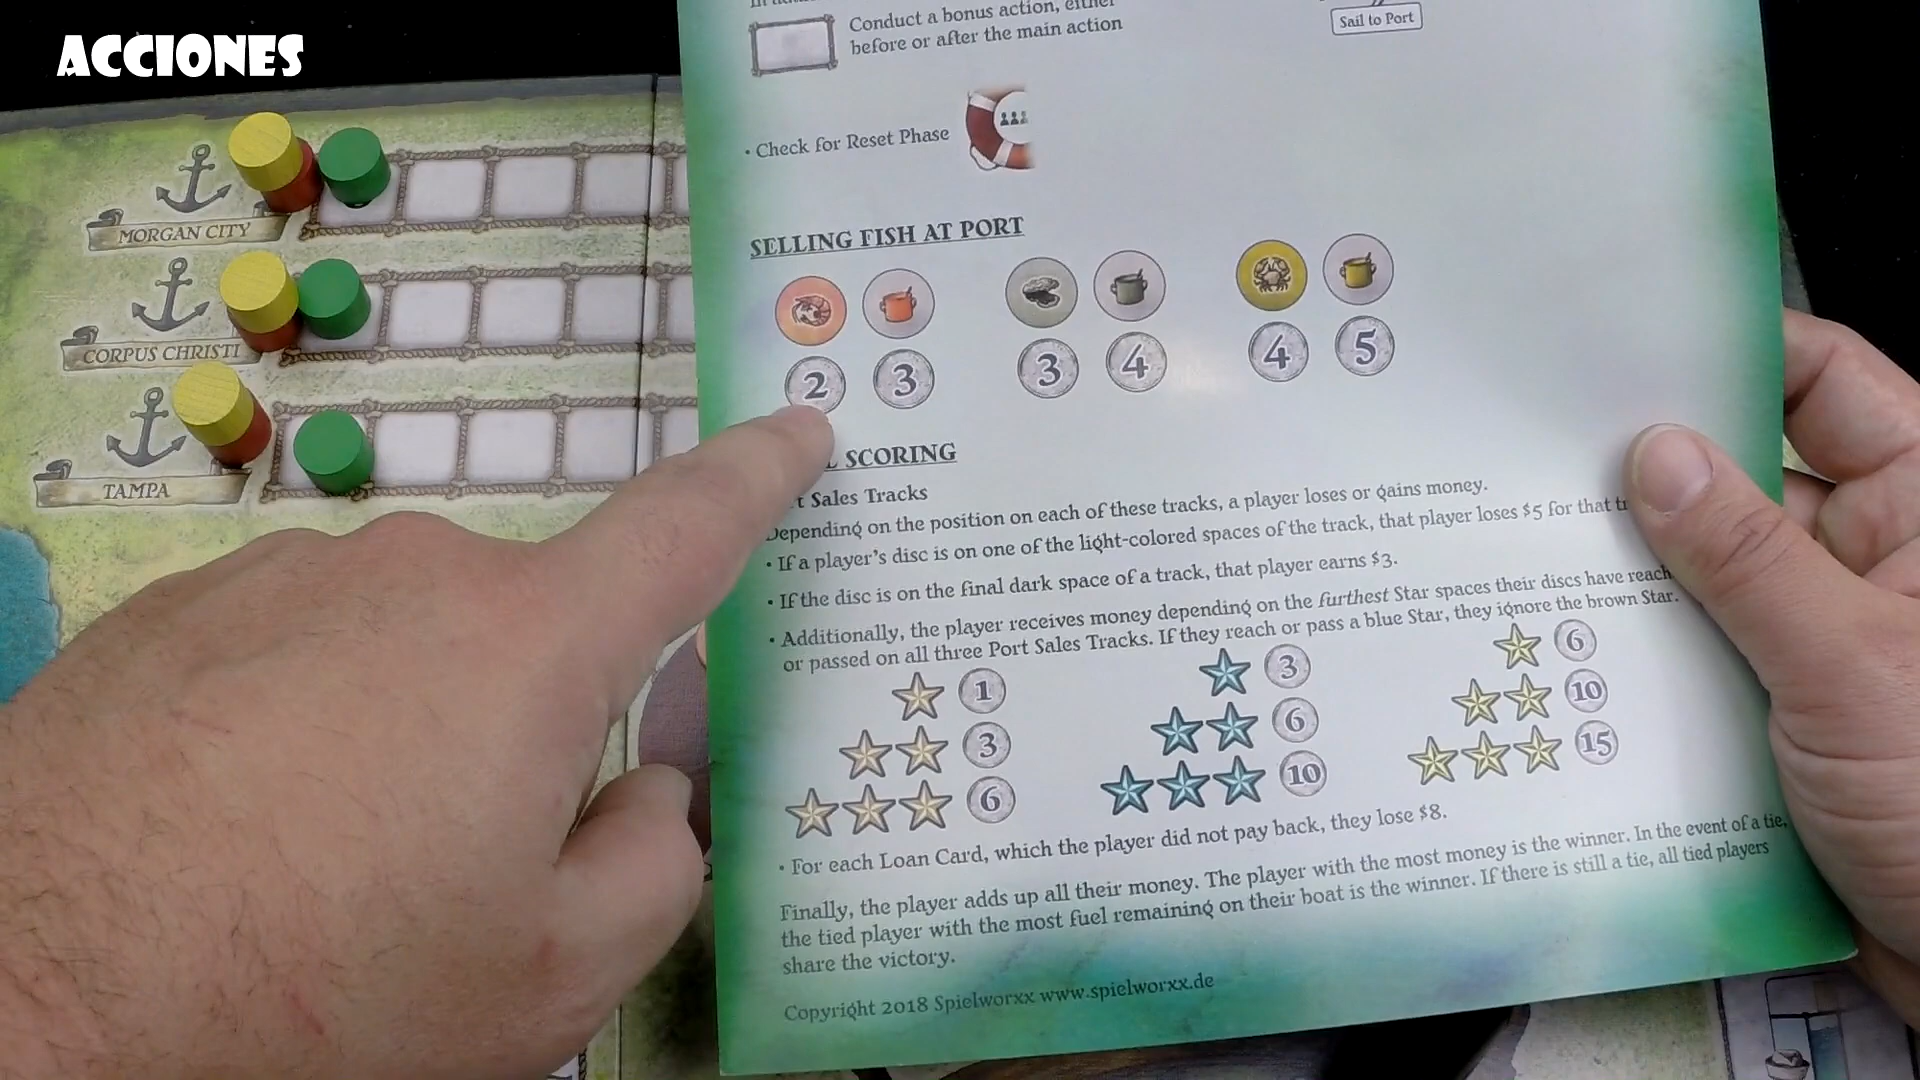 ACCIONES
Conduct a bonus action, either
before or after the main action
Sail to Port
• Check for Reset Phase
MORGAN CITY
CORPUS CHRISTI
TAMPA
SELLING FISH AT PORT
2 3 3 4 4 5
SCORING
Sales Tracks
Depending on the position on each of these tracks, a player loses or gains money.
• If a player's disc is on one of the light-colored spaces of the track, that player loses $5 for that
• If the disc is on the final dark space of a track, that player earns $3.
• Additionally, the player receives money depending on the furthest Star spaces their discs have
or passed on all three Port Sales Tracks. If they reach or pass a blue Star, they ignore the brown Star.
1 3 6
3 6 10
6 10 15
• For each Loan Card, which the player did not pay back, they lose $8.
Finally, the player adds up all their money. The player with the most money is the winner. In the event of a tie,
the tied player with the most fuel remaining on their boat is the winner. If there is still a tie, all tied players
share the victory.
Copyright 2018 Spielworxx www.spielworxx.de